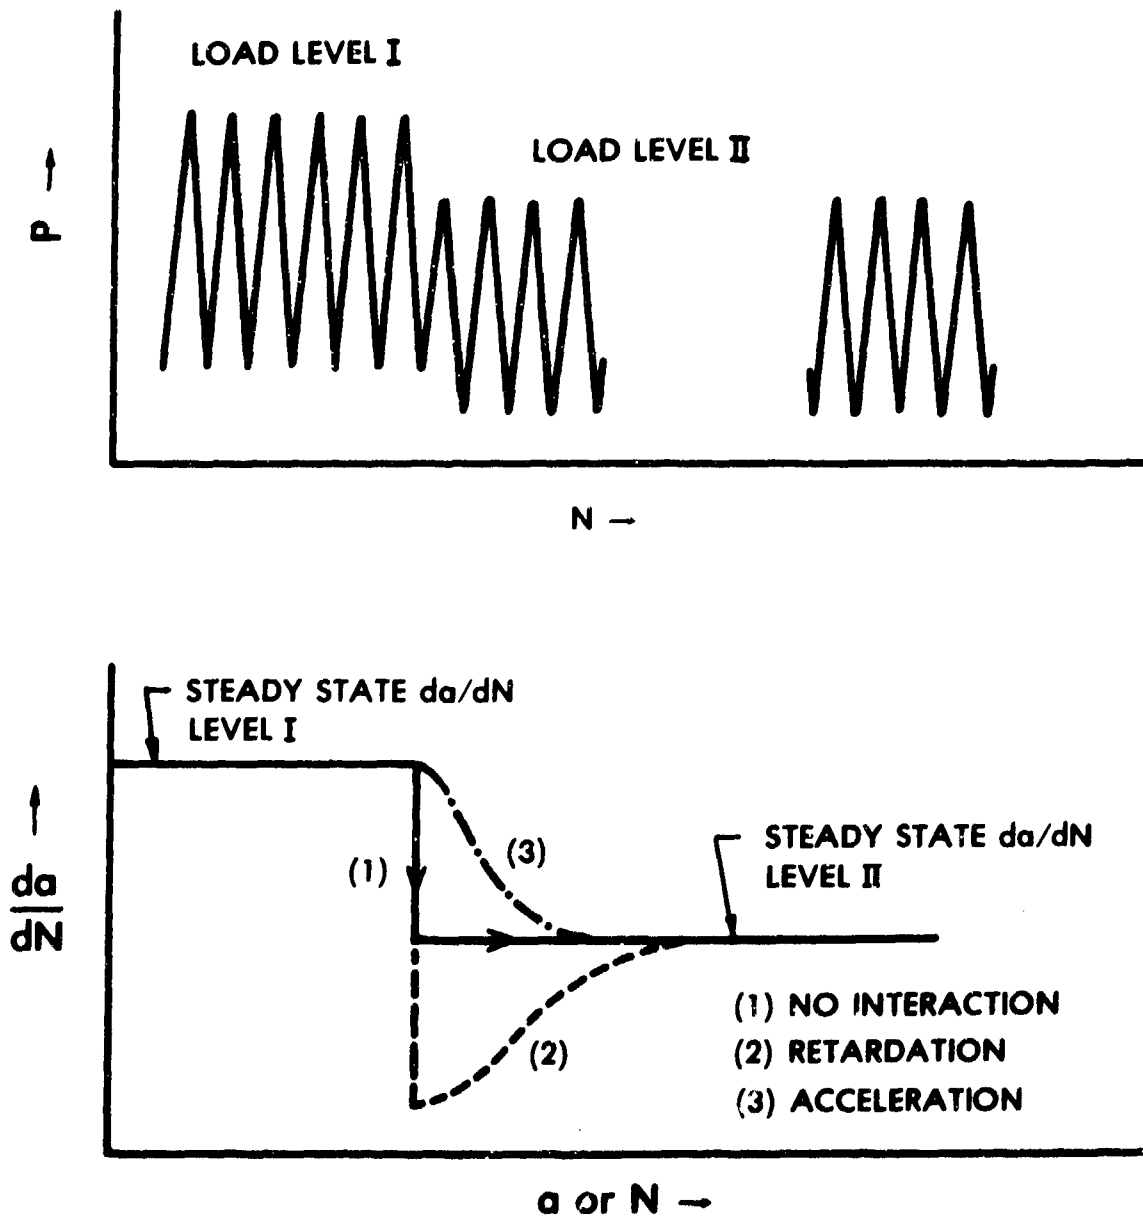 LOAD LEVEL I
LOAD LEVEL II
P →
N →
STEADY STATE da/dN
LEVEL I
(1)
(3)
STEADY STATE da/dN
LEVEL II
da
dN
(2)
(1) NO INTERACTION
(2) RETARDATION
(3) ACCELERATION
a or N →